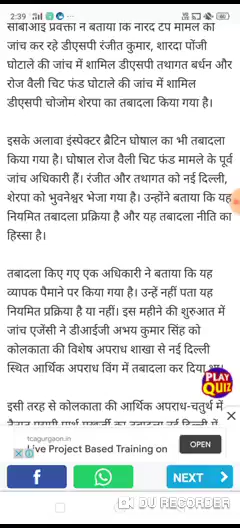 2:39
सीबीआई प्रवक्ता ने बताया कि नारद टेप मामले की
जांच कर रहे डीएसपी रंजीत कुमार, शारदा पोंजी
घोटाले की जांच में शामिल डीएसपी तथागत बर्धन और
रोज वैली चिट फंड घोटाले की जांच में शामिल
डीएसपी चोजोम शेरपा का तबादला किया गया है।
इसके अलावा इंस्पेक्टर ब्रैटिन घोषाल का भी तबादला
किया गया है। घोषाल रोज वैली चिट फंड मामले के पूर्व
जांच अधिकारी हैं। रंजीत और तथागत को नई दिल्ली,
शेरपा को भुवनेश्वर भेजा गया है। उन्होंने बताया कि यह
नियमित तबादला प्रक्रिया है और यह तबादला नीति का
हिस्सा है।
तबादला किए गए एक अधिकारी ने बताया कि यह
व्यापक पैमाने पर किया गया है। उन्हें नहीं पता यह
नियमित प्रक्रिया है या नहीं। इस महीने की शुरुआत में
जांच एजेंसी ने डीआईजी अभय कुमार सिंह को
कोलकाता की विशेष अपराध शाखा से नई दिल्ली
स्थित आर्थिक अपराध विंग में तबादला कर दिया
PLAY
QUIZ
इसी तरह से कोलकाता की आर्थिक अपराध-चतुर्थ में
tcagurgaon.in
Live Project Based Training on
OPEN
NEXT
DU RECORDER